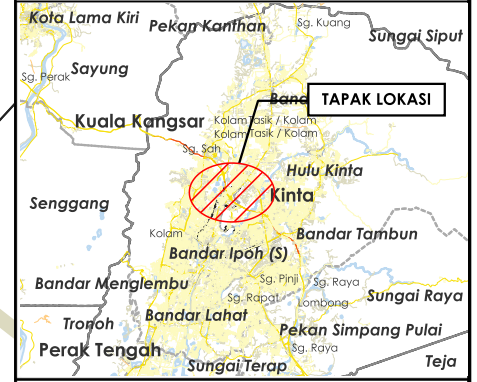 Kota Lama Kiri
Pekan Kanthan
Sg. Kuang
Sungai Siput
Sg. Perak
Sayung
TAPAK LOKASI
Kuala Kangsar
Kolam
Tasik / Kolam
Kolam
Tasik / Kolam
Sg. Sah
Hulu Kinta
Kinta
Senggang
Kolam
Bandar Tambun
Bandar Ipoh (S)
Sg. Pinji
Sg. Raya
Bandar Menglembu
Sg. Rapat
Lombong
Sungai Raya
Tronoh
Bandar Lahat
Pekan Simpang Pulai
Perak Tengah
Sg. Raya
Sungai Terap
Teja